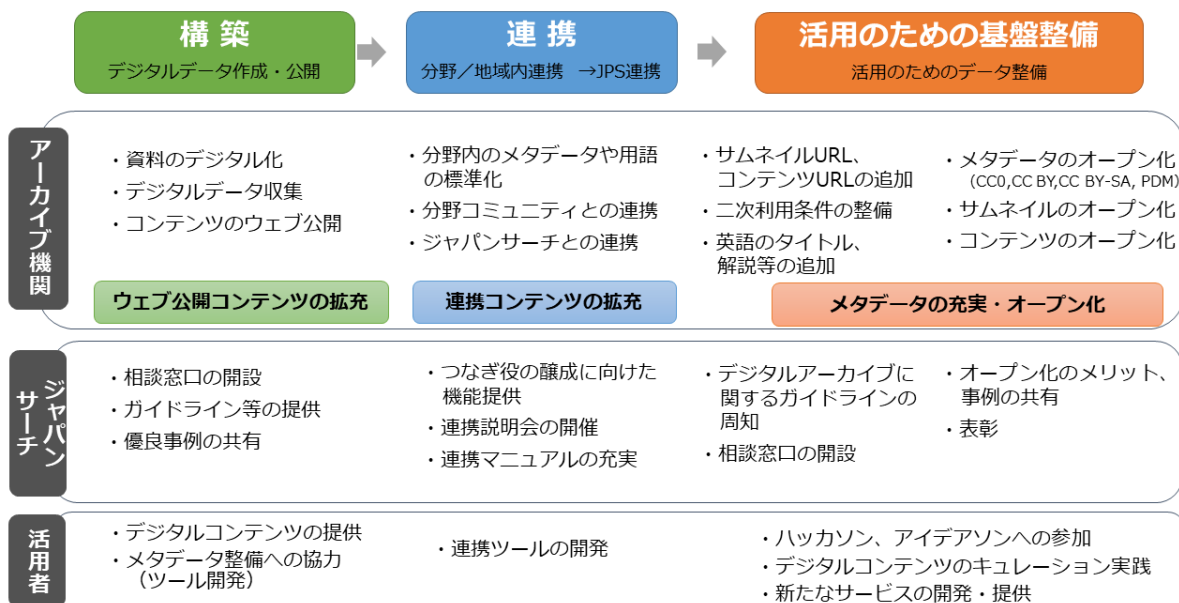 構築
デジタルデータ作成・公開
連携
分野／地域内連携　→JPS連携
活用のための基盤整備
活用のためのデータ整備
アーカイブ機関
・資料のデジタル化
・デジタルデータ収集
・コンテンツのウェブ公開
ウェブ公開コンテンツの拡充
・分野内のメタデータや用語
の標準化
・分野コミュニティとの連携
・ジャパンサーチとの連携
連携コンテンツの拡充
・サムネイルURL、
コンテンツURLの追加
・二次利用条件の整備
・英語のタイトル、
解説等の追加
・メタデータのオープン化
（CC0,CC BY,CC BY-SA, PDM）
・サムネイルのオープン化
・コンテンツのオープン化
メタデータの充実・オープン化
ジャパン
サーチ
・相談窓口の開設
・ガイドライン等の提供
・優良事例の共有
・つなぎ役の醸成に向けた
機能提供
・連携説明会の開催
・連携マニュアルの充実
・デジタルアーカイブに
関するガイドラインの
周知
・相談窓口の開設
・オープン化のメリット、
事例の共有
・表彰
活用者
・デジタルコンテンツの提供
・メタデータ整備への協力
（ツール開発）
・連携ツールの開発
・ハッカソン、アイデアソンへの参加
・デジタルコンテンツのキュレーション実践
・新たなサービスの開発・提供